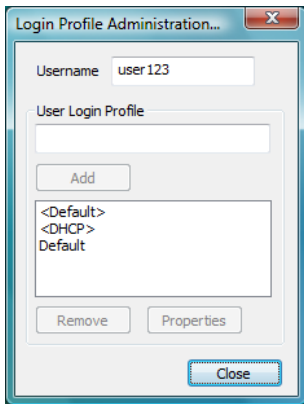 Login Profile Administration...
Username user123
User Login Profile
Add
<Default>
<DHCP>
Default
Remove Properties
Close